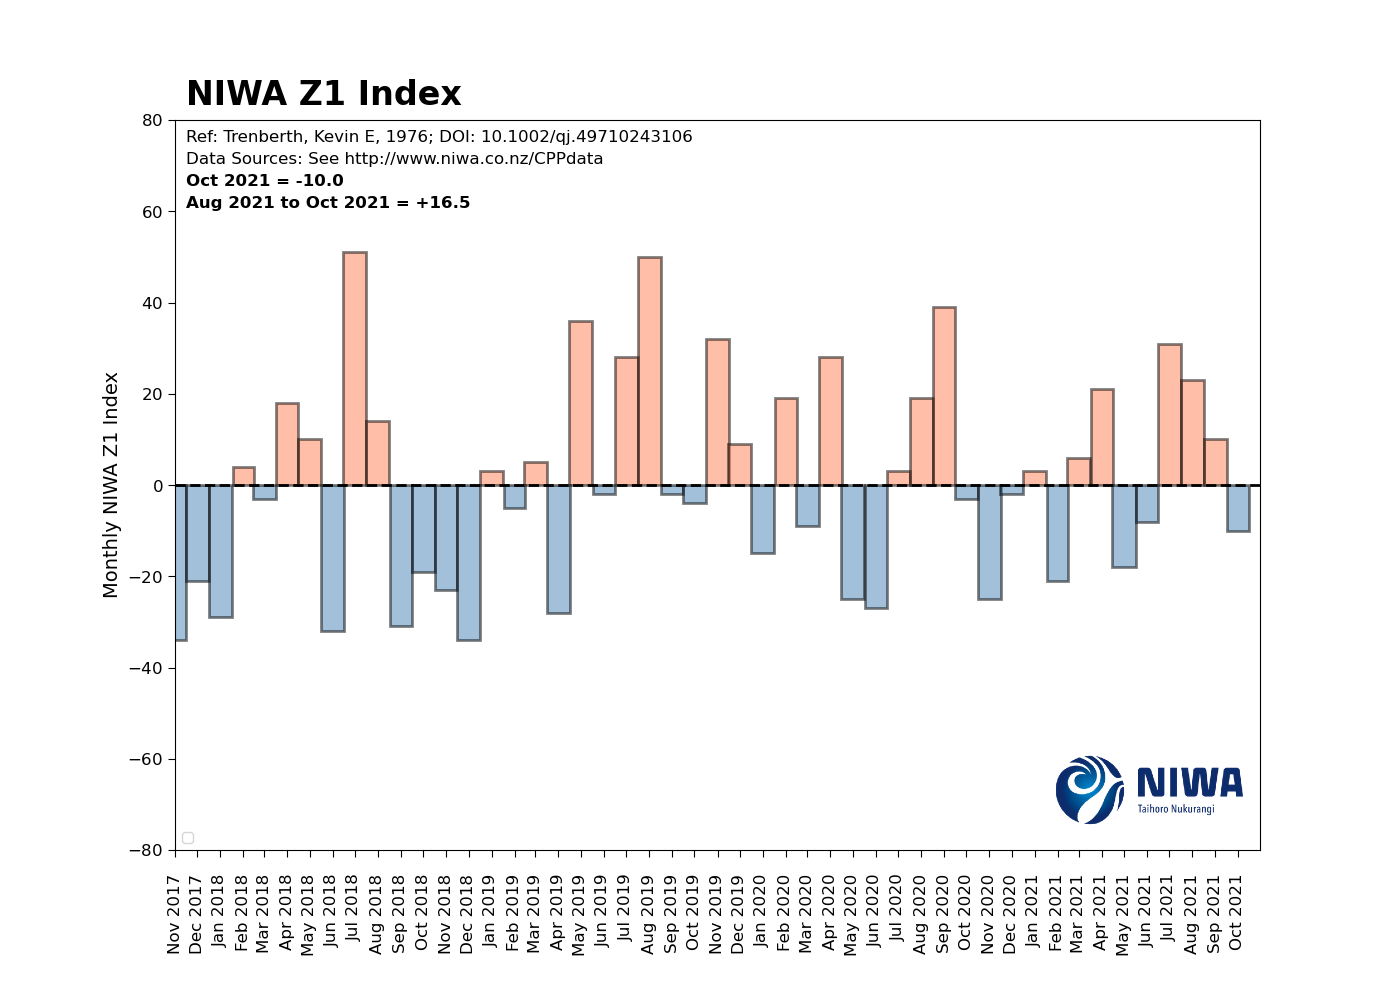 NIWA Z1 Index
Ref: Trenberth, Kevin E, 1976; DOI: 10.1002/qj.49710243106
Data Sources: See http://www.niwa.co.nz/CPPdata
Oct 2021 = -10.0
Aug 2021 to Oct 2021 = +16.5
Monthly NIWA Z1 Index
80
60
40
20
0
−20
−40
−60
−80
NIWA
Taihoro Nukurangi
Nov 2017
Dec 2017
Jan 2018
Feb 2018
Mar 2018
Apr 2018
May 2018
Jun 2018
Jul 2018
Aug 2018
Sep 2018
Oct 2018
Nov 2018
Dec 2018
Jan 2019
Feb 2019
Mar 2019
Apr 2019
May 2019
Jun 2019
Jul 2019
Aug 2019
Sep 2019
Oct 2019
Nov 2019
Dec 2019
Jan 2020
Feb 2020
Mar 2020
Apr 2020
May 2020
Jun 2020
Jul 2020
Aug 2020
Sep 2020
Oct 2020
Nov 2020
Dec 2020
Jan 2021
Feb 2021
Mar 2021
Apr 2021
May 2021
Jun 2021
Jul 2021
Aug 2021
Sep 2021
Oct 2021